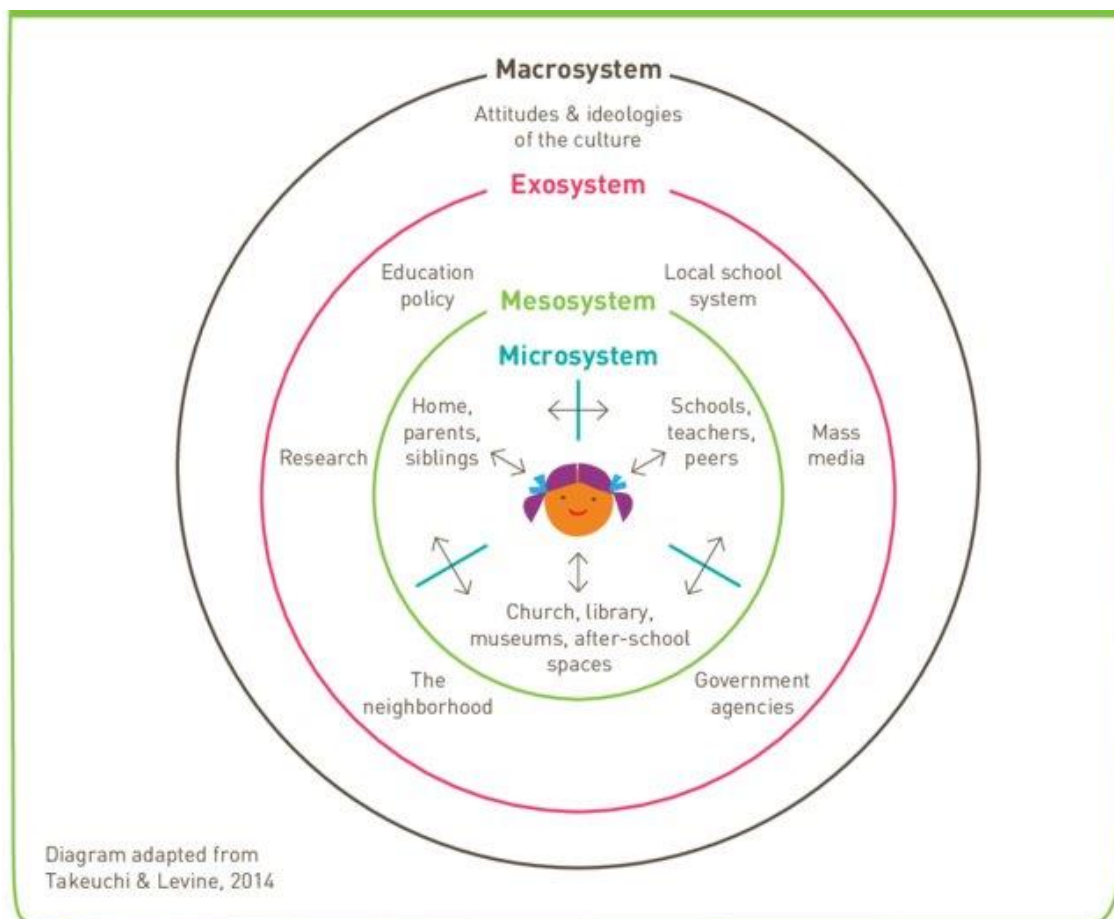 Macrosystem
Attitudes & ideologies
of the culture
Exosystem
Education
policy
Local school
system
Mesosystem
Microsystem
Home,
parents,
siblings
Schools,
teachers,
peers
Research
Mass
media
Church, library,
museums, after-school
spaces
The
neighborhood
Government
agencies
Diagram adapted from
Takeuchi & Levine, 2014